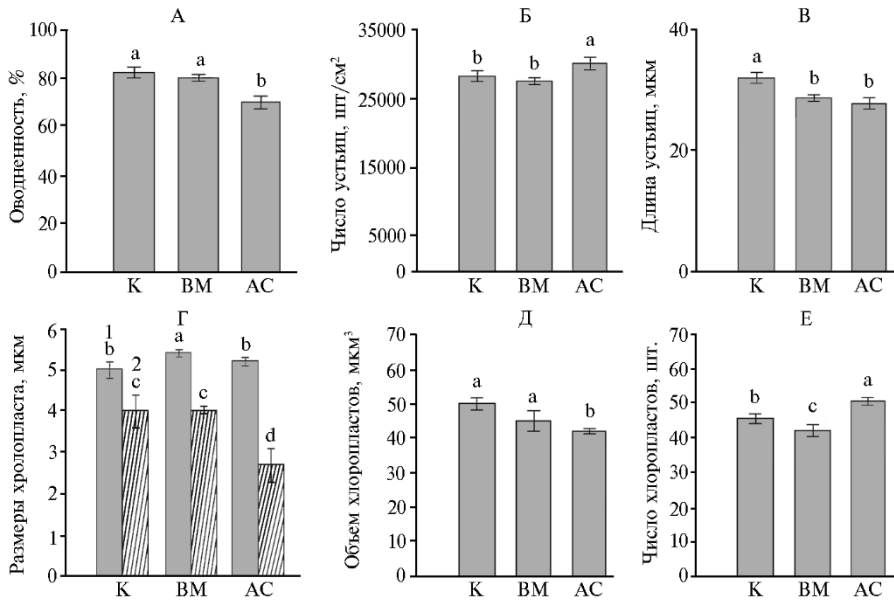 А
Оводненность, %
100
80
60
40
20
0
a
a
b
К
ВМ
АС
Б
Число устьиц, шт/см²
35000
25000
15000
5000
0
b
b
a
К
ВМ
АС
В
Длина устьиц, мкм
40
20
0
a
b
b
К
ВМ
АС
Г
Размеры хролопласта, мкм
6
5
4
3
2
1
0
1
b
2
c
a
c
b
d
К
ВМ
АС
Д
Объем хлоропластов, мкм³
70
50
40
30
20
10
0
a
a
b
К
ВМ
АС
Е
Число хлоропластов, шт.
70
50
40
30
20
10
0
b
c
a
К
ВМ
АС